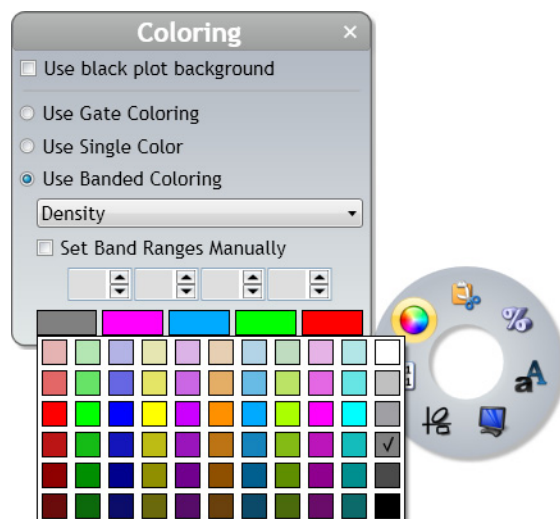 Coloring
Use black plot background
Use Gate Coloring
Use Single Color
Use Banded Coloring
Density
Set Band Ranges Manually
%
aA